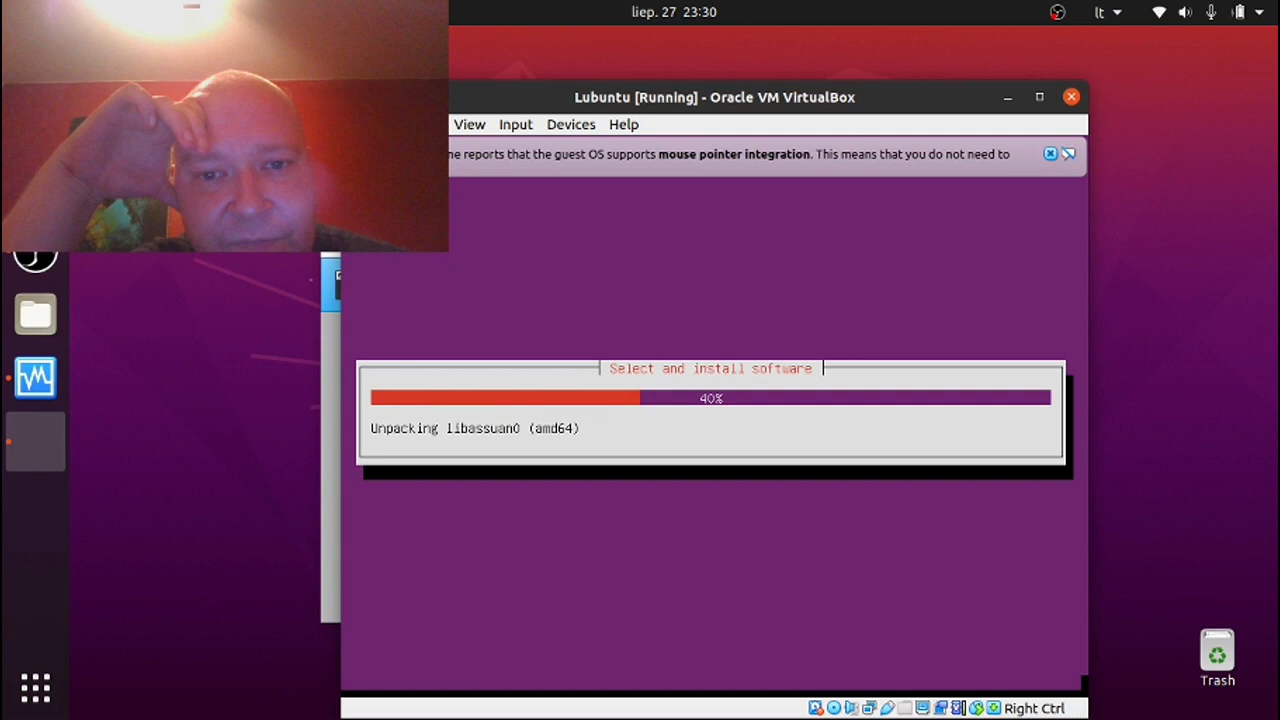 liep. 27 23:30
lt
Lubuntu [Running] - Oracle VM VirtualBox
View Input Devices Help
reports that the guest OS supports mouse pointer integration. This means that you do not need to
Select and install software
40%
Unpacking libassuan0 (amd64)
Trash
Right Ctrl